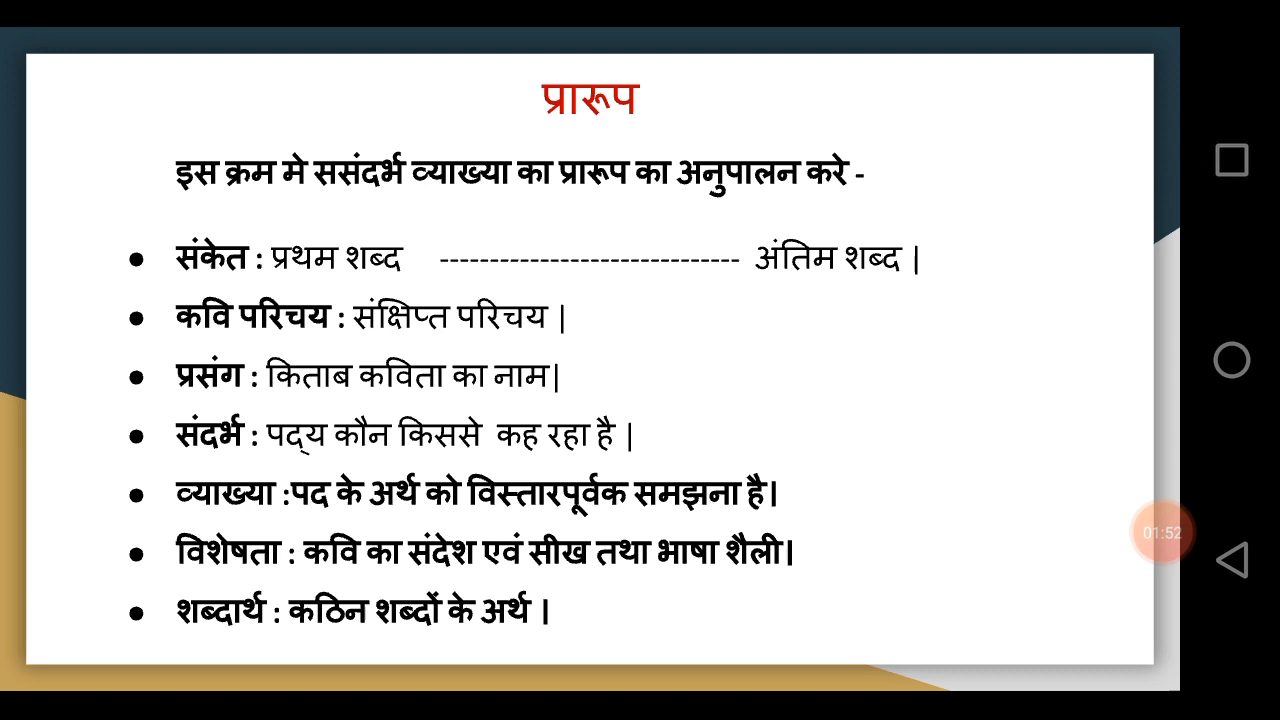 प्रारूप
इस क्रम मे ससंदर्भ व्याख्या का प्रारूप का अनुपालन करे -
● संकेत : प्रथम शब्द ------------------------------ अंतिम शब्द |
● कवि परिचय : संक्षिप्त परिचय |
● प्रसंग : किताब कविता का नाम|
● संदर्भ : पद्य कौन किससे कह रहा है |
● व्याख्या :पद के अर्थ को विस्तारपूर्वक समझना है।
● विशेषता : कवि का संदेश एवं सीख तथा भाषा शैली।
● शब्दार्थ : कठिन शब्दों के अर्थ ।
01:52